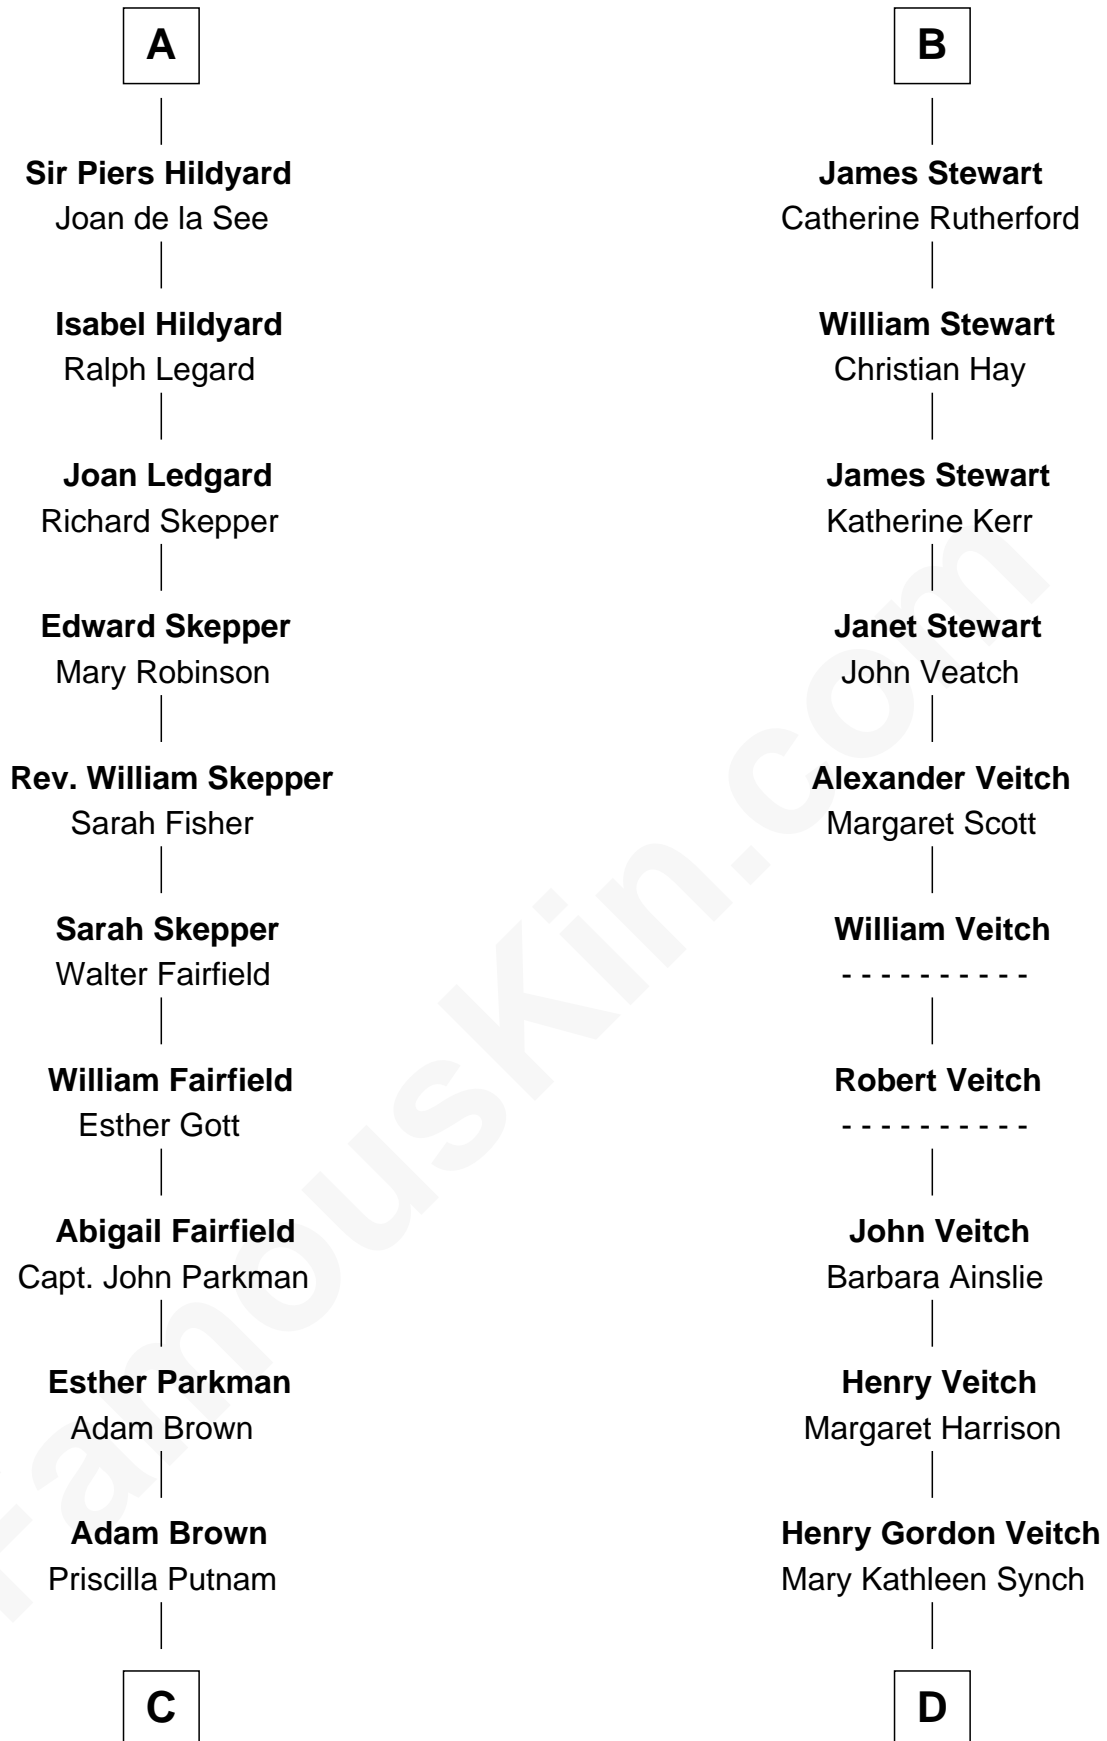 A
Sir Piers Hildyard
Joan de la See
Isabel Hildyard
Ralph Legard
Joan Ledgard
Richard Skepper
Edward Skepper
Mary Robinson
Rev. William Skepper
Sarah Fisher
Sarah Skepper
Walter Fairfield
William Fairfield
Esther Gott
Abigail Fairfield
Capt. John Parkman
Esther Parkman
Adam Brown
Adam Brown
Priscilla Putnam
C
B
James Stewart
Catherine Rutherford
William Stewart
Christian Hay
James Stewart
Katherine Kerr
Janet Stewart
John Veatch
Alexander Veitch
Margaret Scott
William Veitch
- - - - - - - - - -
Robert Veitch
- - - - - - - - - -
John Veitch
Barbara Ainslie
Henry Veitch
Margaret Harrison
Henry Gordon Veitch
Mary Kathleen Synch
D
FamousKin.com